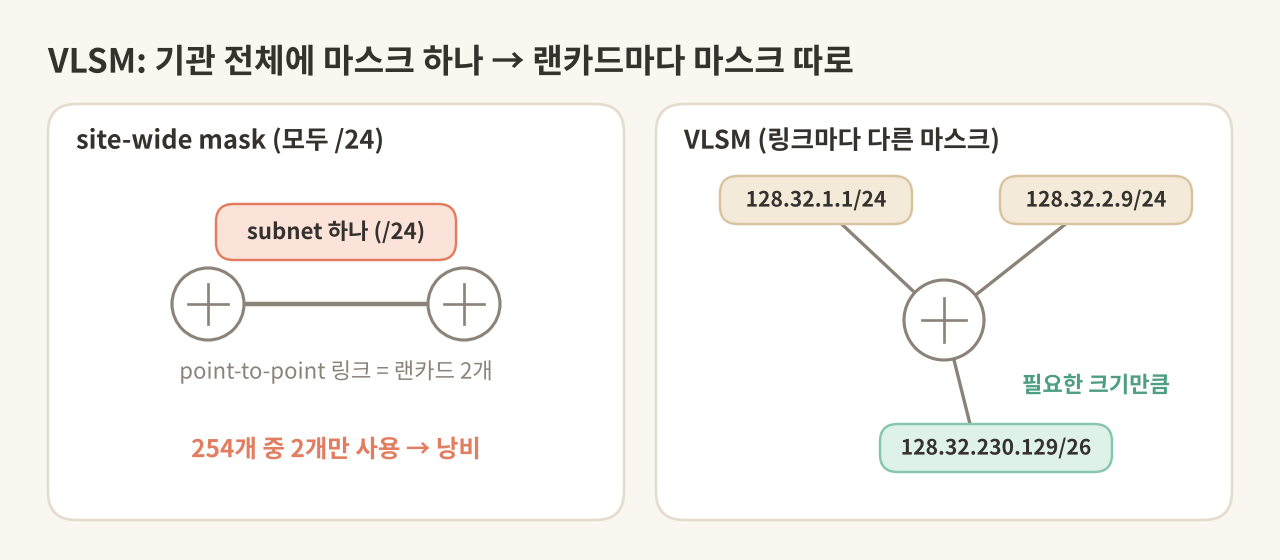 VLSM: 기관 전체에 마스크 하나 → 랜카드마다 마스크 따로
site-wide mask (모두 /24)
subnet 하나 (/24)
point-to-point 링크 = 랜카드 2개
254개 중 2개만 사용 → 낭비
VLSM (링크마다 다른 마스크)
128.32.1.1/24
128.32.2.9/24
필요한 크기만큼
128.32.230.129/26